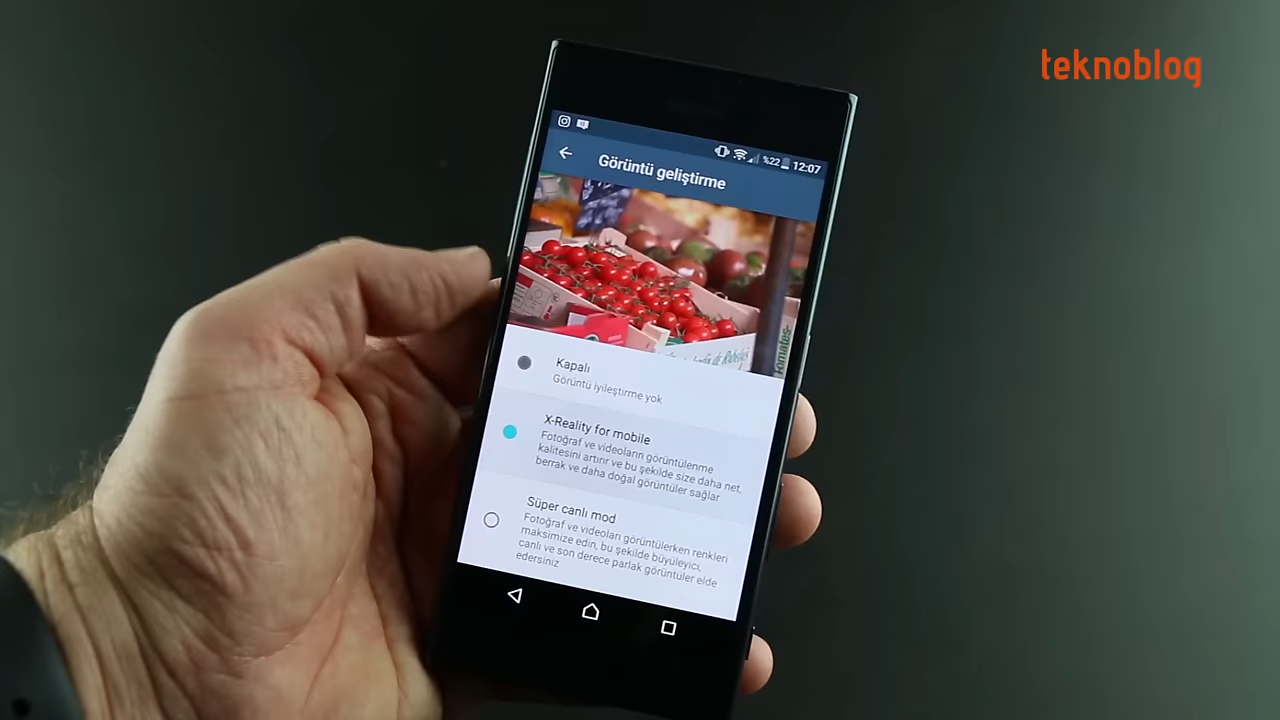 teknoblog
%22 12:07
Görüntü geliştirme
Kapalı
Görüntü iyileştirme yok
X-Reality for mobile
Fotoğraf ve videoların görüntülenme
kalitesini artırır ve bu şekilde size daha net,
berrak ve daha doğal görüntüler sağlar
Süper canlı mod
Fotoğraf ve videoları görüntülerken renkleri
maksimize edin, bu şekilde büyüleyici,
canlı ve son derece parlak görüntüler elde
edersiniz